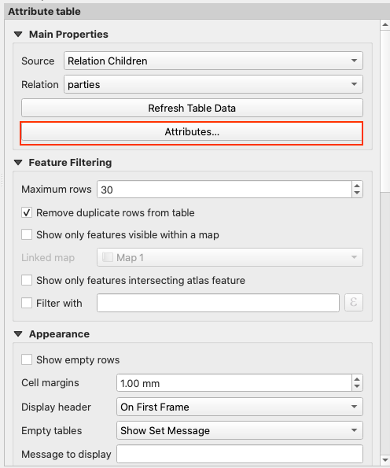 Attribute table
Main Properties
Source Relation Children
Relation parties
Refresh Table Data
Attributes...
Feature Filtering
Maximum rows 30
Remove duplicate rows from table
Show only features visible within a map
Linked map Map 1
Show only features intersecting atlas feature
Filter with ε
Appearance
Show empty rows
Cell margins 1.00 mm
Display header On First Frame
Empty tables Show Set Message
Message to display